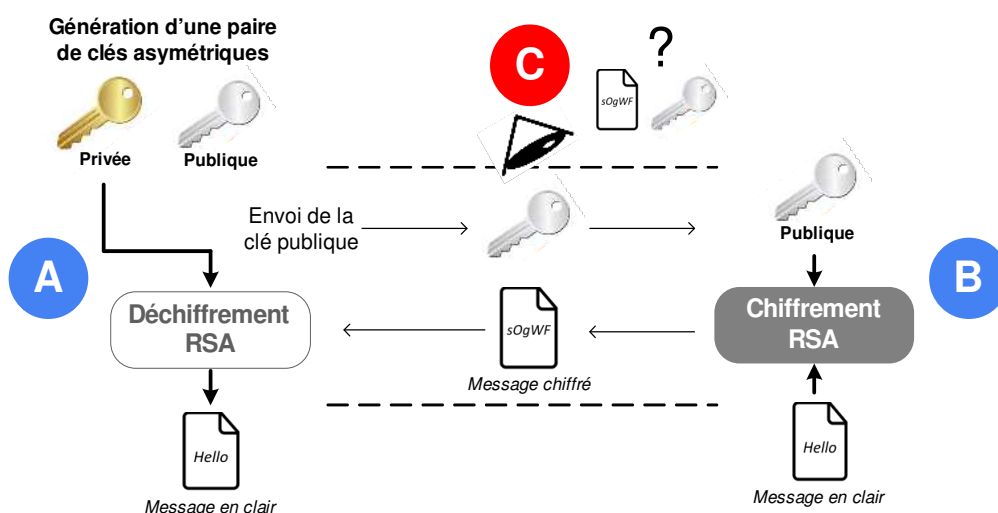 Génération d'une paire
de clés asymétriques
Privée
Publique
C
sOgWF
?
Envoi de la
clé publique
Publique
A
B
Déchiffrement
RSA
sOgWF
Message chiffré
Chiffrement
RSA
Hello
Message en clair
Hello
Message en clair